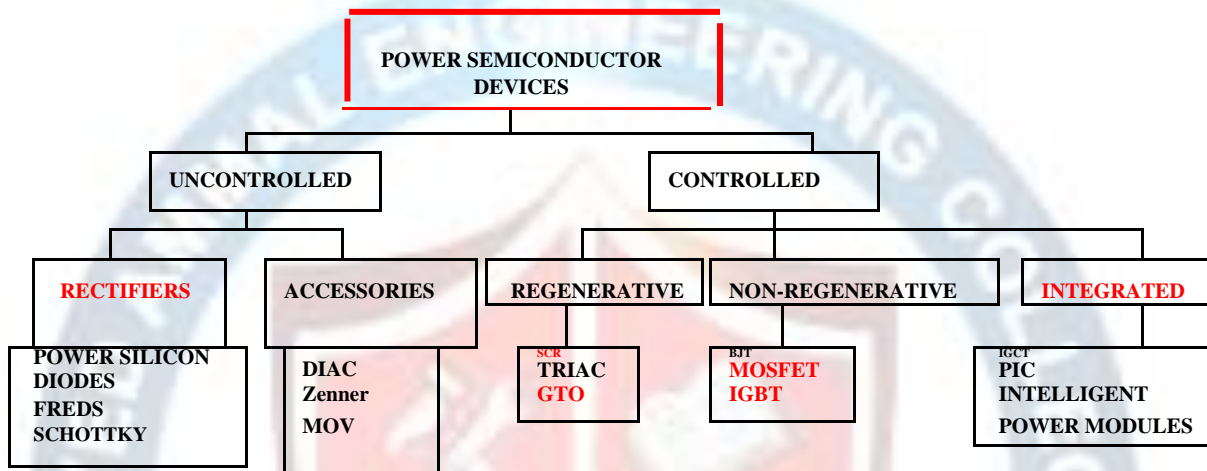 POWER SEMICONDUCTOR
DEVICES
UNCONTROLLED
CONTROLLED
RECTIFIERS
ACCESSORIES
REGENERATIVE
NON-REGENERATIVE
INTEGRATED
POWER SILICON
DIODES
FREDS
SCHOTTKY
DIAC
Zenner
MOV
SCR
TRIAC
GTO
BJT
MOSFET
IGBT
IGCT
PIC
INTELLIGENT
POWER MODULES
ENGINEERING